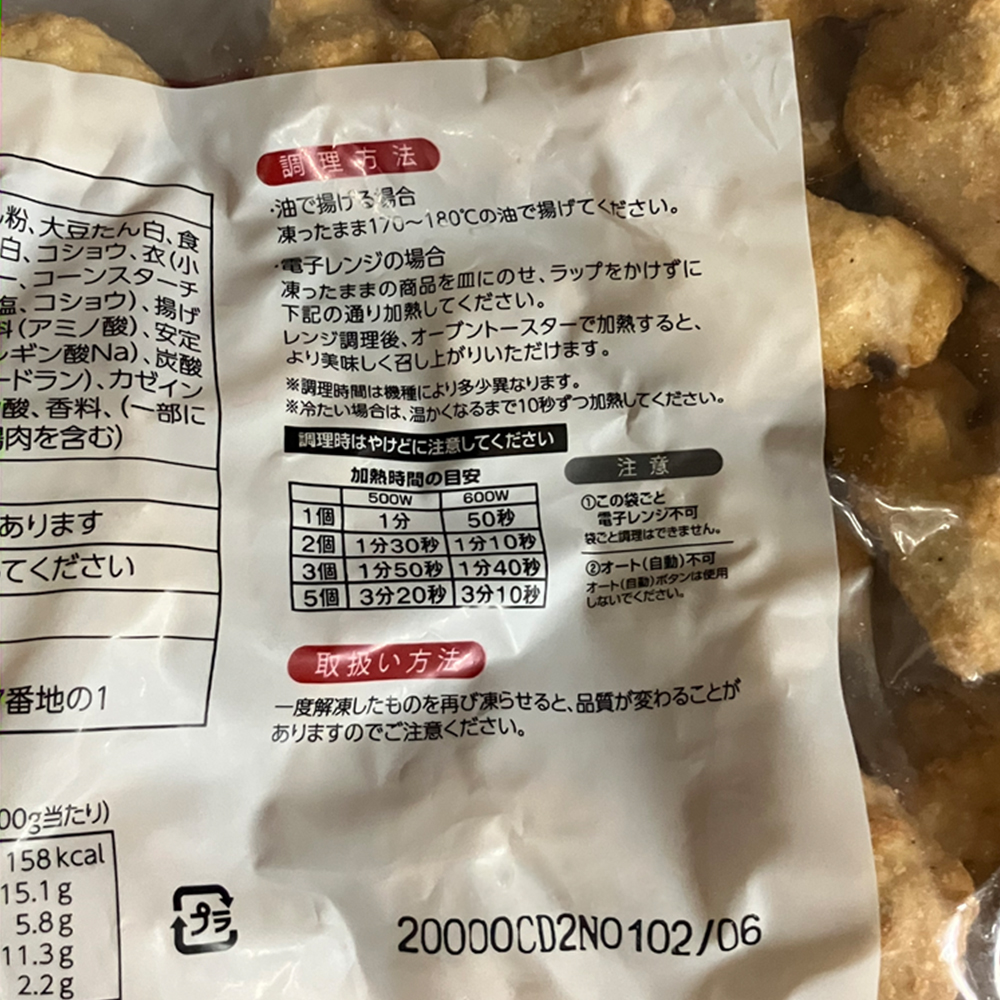 粉、大豆たん白、食
白、コショウ、衣(小
ー、コーンスターチ
塩、コショウ)、揚げ
料(アミノ酸)、安定
ギン酸Na)、炭酸
ードラン)、カゼイン
酸、香料、(一部に
肉を含む)
あります
てください
番地の1
00g当たり)
158kcal
15.1g
5.8g
11.3g
2.2g
調理方法
・油で揚げる場合
凍ったまま170〜180℃の油で揚げてください。
・電子レンジの場合
凍ったままの商品を皿にのせ、ラップをかけずに
下記の通り加熱してください。
レンジ調理後、オーブントースターで加熱すると、
より美味しく召し上がりいただけます。
※調理時間は機種により多少異なります。
※冷たい場合は、温かくなるまで10秒ずつ加熱してください。
調理時はやけどに注意してください
加熱時間の目安
500W 600W
1個 1分 50秒
2個 1分30秒 1分10秒
3個 1分50秒 1分40秒
5個 3分20秒 3分10秒
注意
①この袋ごと
電子レンジ不可
袋ごと調理はできません。
②オート(自動)不可
オート(自動)ボタンは使用
しないでください。
取扱い方法
一度解凍したものを再び凍らせると、品質が変わることが
ありますのでご注意ください。
プラ
20000CD2N0102/06